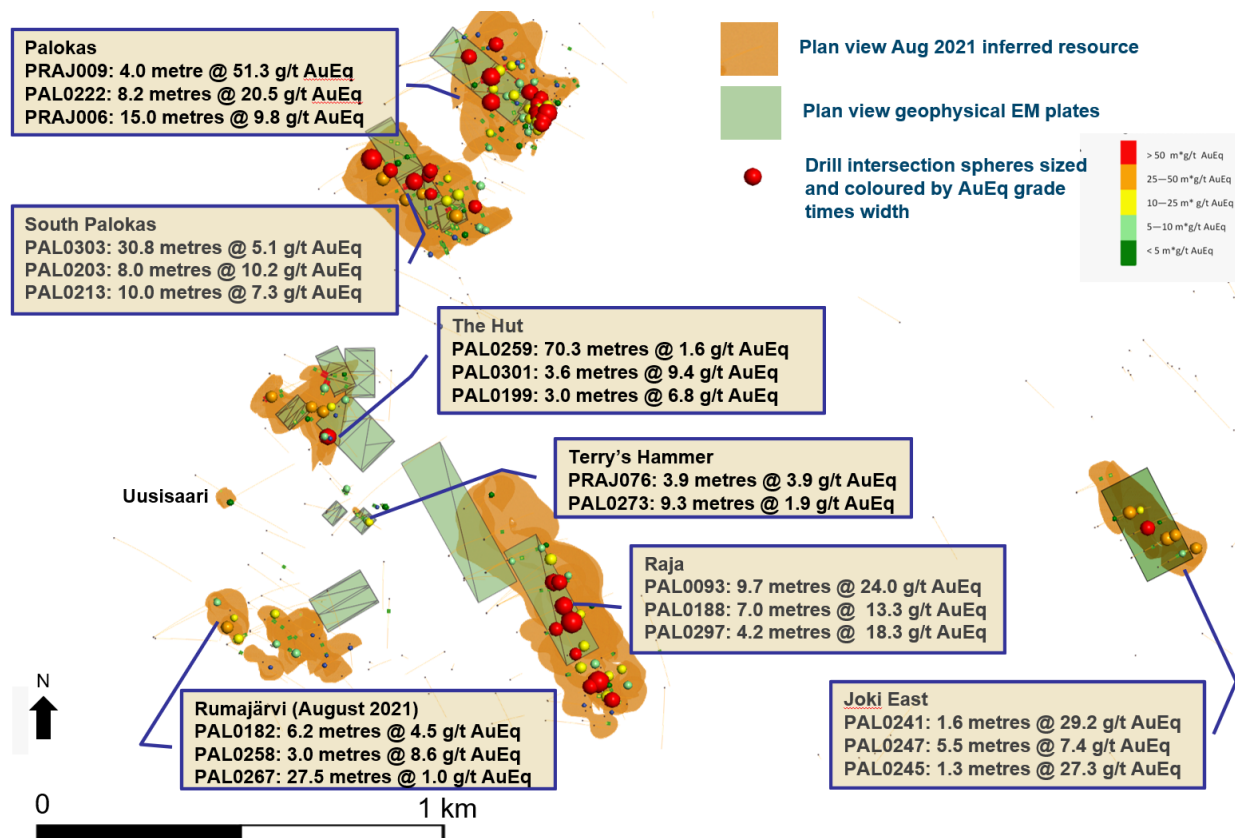 Palokas
PRAJ009: 4.0 metre @ 51.3 g/t AuEq
PAL0222: 8.2 metres @ 20.5 g/t AuEq
PRAJ006: 15.0 metres @ 9.8 g/t AuEq
Plan view Aug 2021 inferred resource
Plan view geophysical EM plates
Drill intersection spheres sized
and coloured by AuEq grade
times width
> 50 m*g/t AuEq
25—50 m*g/t AuEq
10—25 m* g/t AuEq
5—10 m*g/t AuEq
< 5 m*g/t AuEq
South Palokas
PAL0303: 30.8 metres @ 5.1 g/t AuEq
PAL0203: 8.0 metres @ 10.2 g/t AuEq
PAL0213: 10.0 metres @ 7.3 g/t AuEq
The Hut
PAL0259: 70.3 metres @ 1.6 g/t AuEq
PAL0301: 3.6 metres @ 9.4 g/t AuEq
PAL0199: 3.0 metres @ 6.8 g/t AuEq
Terry's Hammer
PRAJ076: 3.9 metres @ 3.9 g/t AuEq
PAL0273: 9.3 metres @ 1.9 g/t AuEq
Uusisaari
Raja
PAL0093: 9.7 metres @ 24.0 g/t AuEq
PAL0188: 7.0 metres @ 13.3 g/t AuEq
PAL0297: 4.2 metres @ 18.3 g/t AuEq
Rumajärvi (August 2021)
PAL0182: 6.2 metres @ 4.5 g/t AuEq
PAL0258: 3.0 metres @ 8.6 g/t AuEq
PAL0267: 27.5 metres @ 1.0 g/t AuEq
Joki East
PAL0241: 1.6 metres @ 29.2 g/t AuEq
PAL0247: 5.5 metres @ 7.4 g/t AuEq
PAL0245: 1.3 metres @ 27.3 g/t AuEq
N
0 1 km